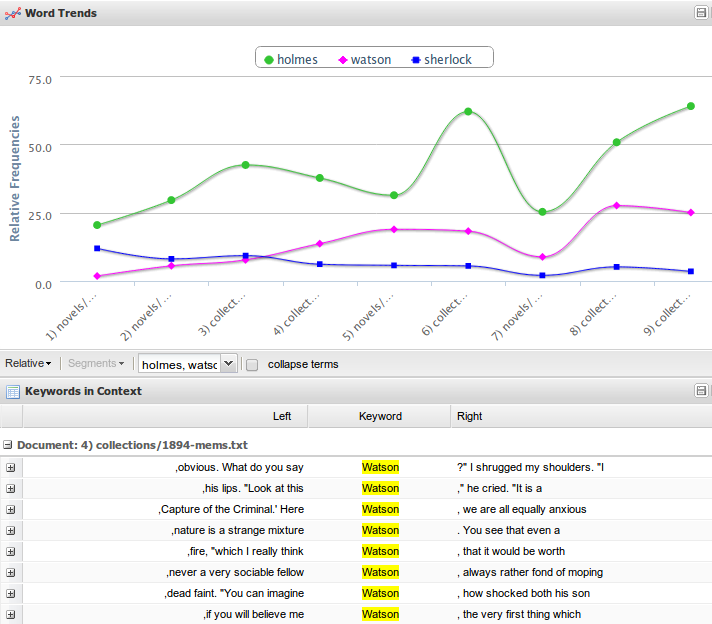 Word Trends
holmes watson sherlock
Relative Frequencies
75.0
50.0
25.0
0.0
1) novels/...
2) novels/...
3) collect...
4) collect...
5) novels/...
6) collect...
7) novels/...
8) collect...
9) collect...
Relative Segments holmes, watsc collapse terms
Keywords in Context
Left Keyword Right
Document: 4) collections/1894-mems.txt
,obvious. What do you say Watson ?" I shrugged my shoulders. "I
,his lips. "Look at this Watson ," he cried. "It is a
,Capture of the Criminal.' Here Watson , we are all equally anxious
,nature is a strange mixture Watson . You see that even a
,fire, "which I really think Watson , that it would be worth
,never a very sociable fellow Watson , always rather fond of moping
,dead faint. "You can imagine Watson , how shocked both his son
,if you will believe me Watson , the very first thing which